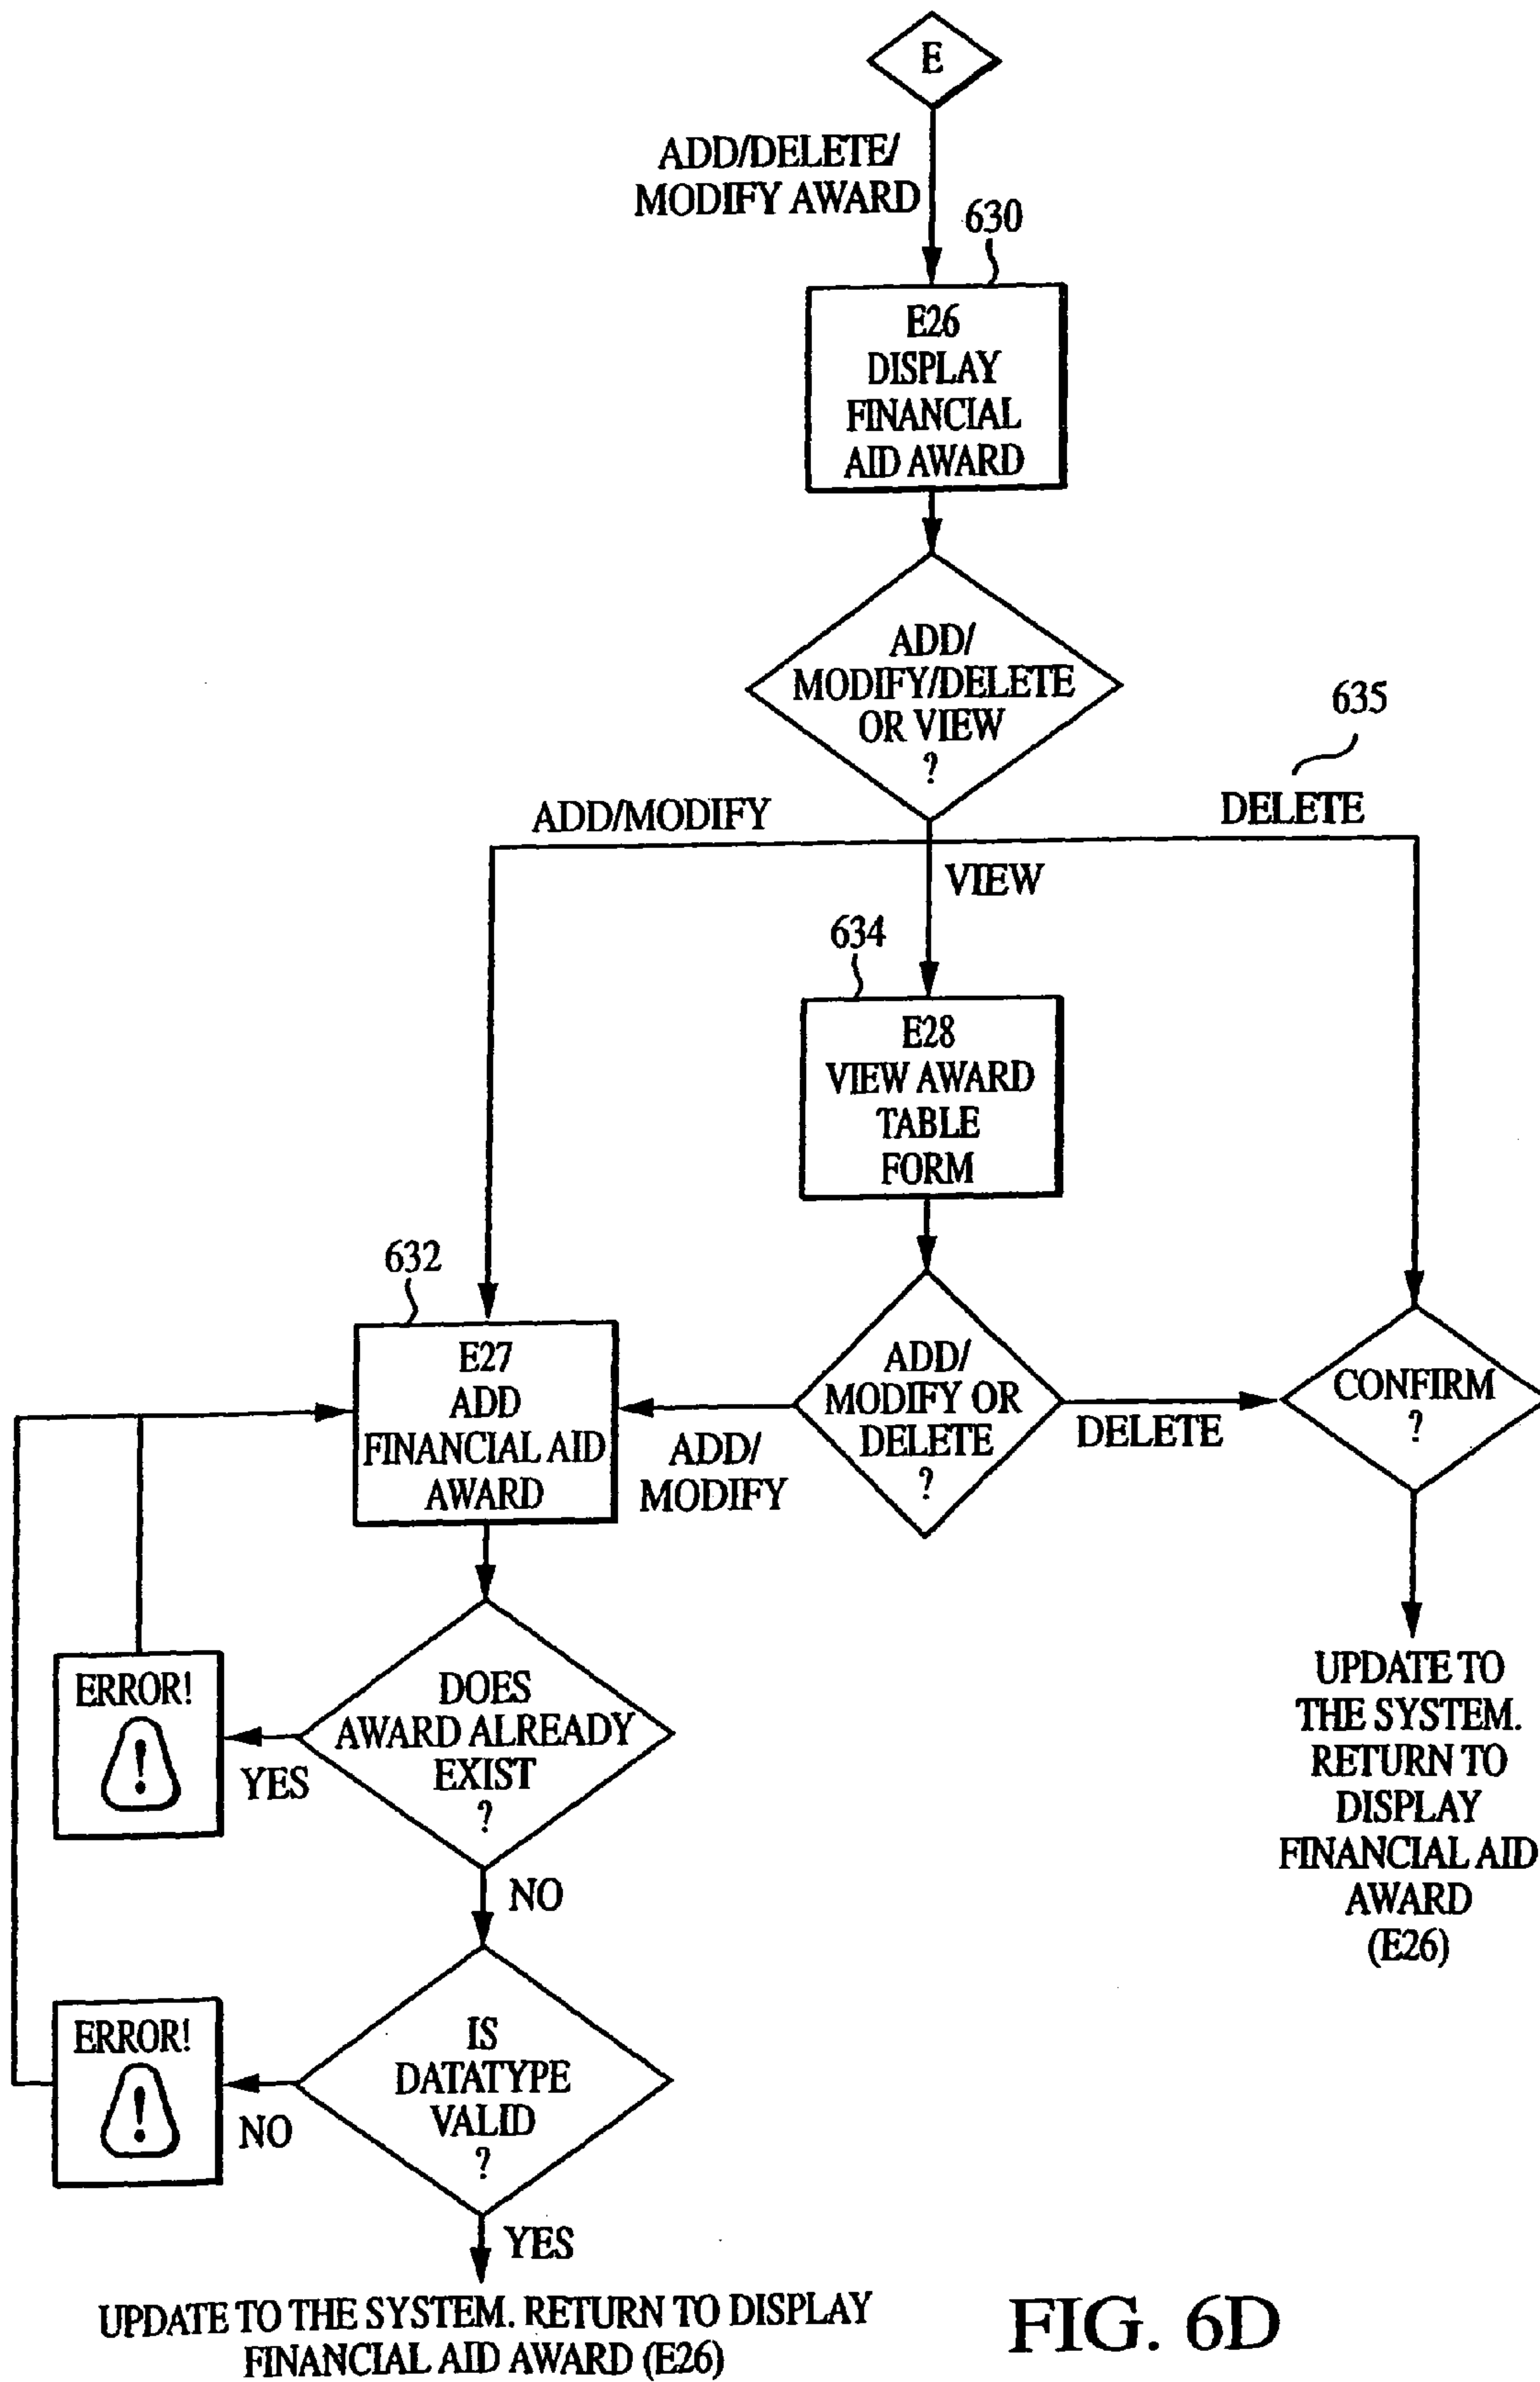 E
ADD/DELETE/
MODIFY AWARD
630
E26
DISPLAY
FINANCIAL
AID AWARD
ADD/
MODIFY/DELETE
OR VIEW
?
635
ADD/MODIFY
DELETE
VIEW
634
E28
VIEW AWARD
TABLE
FORM
632
E27
ADD
FINANCIAL AID
AWARD
ADD/
MODIFY
ADD/
MODIFY OR
DELETE
?
DELETE
CONFIRM
?
ERROR!
!
YES
DOES
AWARD ALREADY
EXIST
?
UPDATE TO
THE SYSTEM.
RETURN TO
DISPLAY
FINANCIAL AID
AWARD
(E26)
NO
ERROR!
!
NO
IS
DATATYPE
VALID
?
YES
UPDATE TO THE SYSTEM. RETURN TO DISPLAY
FINANCIAL AID AWARD (E26)
FIG. 6D